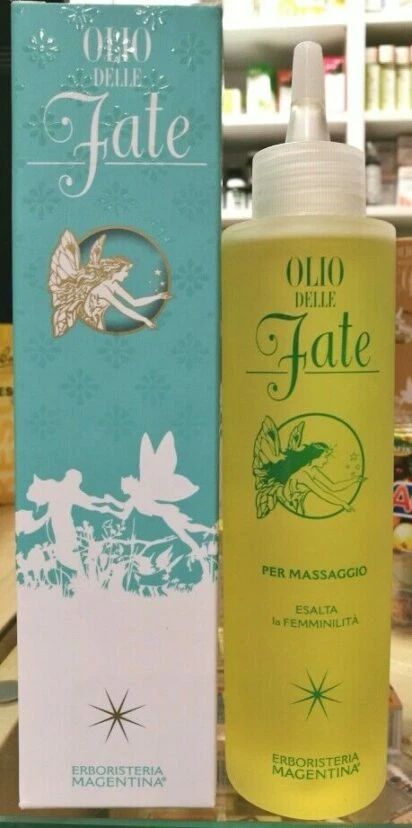 OLIO
DELLE
Fate
ERBORISTERIA
MAGENTINA®
OLIO
DELLE
Fate
PER MASSAGGIO
ESALTA
la FEMMINILITÀ
ERBORISTERIA
MAGENTINA®